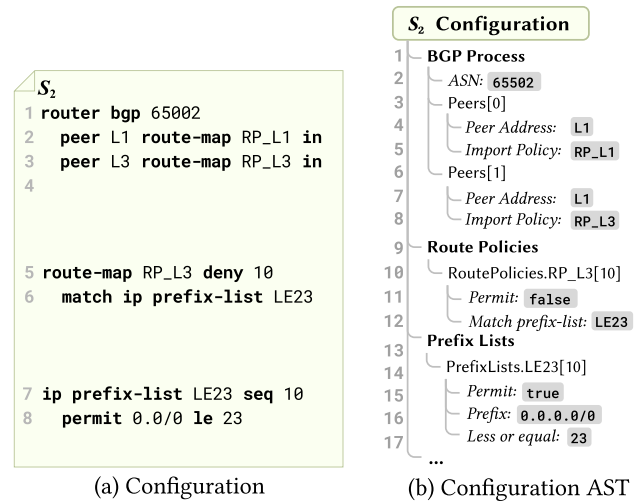 S₂
1 router bgp 65002
2 peer L1 route-map RP_L1 in
3 peer L3 route-map RP_L3 in
4
5 route-map RP_L3 deny 10
6 match ip prefix-list LE23
7 ip prefix-list LE23 seq 10
8 permit 0.0/0 le 23
(a) Configuration
S₂ Configuration
1 BGP Process
2 ASN: 65502
3 Peers[0]
4 Peer Address: L1
5 Import Policy: RP_L1
6 Peers[1]
7 Peer Address: L1
8 Import Policy: RP_L3
9 Route Policies
10 RoutePolicies.RP_L3[10]
11 Permit: false
12 Match prefix-list: LE23
13 Prefix Lists
14 PrefixLists.LE23[10]
15 Permit: true
16 Prefix: 0.0.0.0/0
17 Less or equal: 23
...
(b) Configuration AST